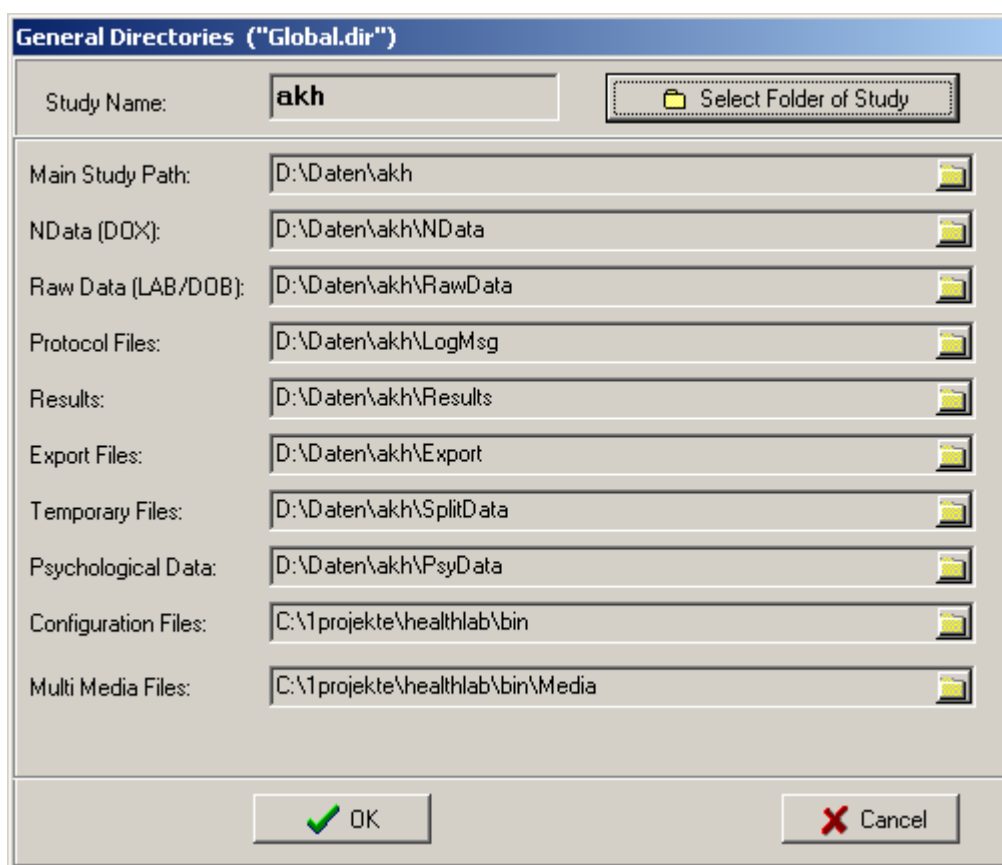 General Directories ("Global.dir")
Study Name: akh Select Folder of Study
Main Study Path: D:\Daten\akh
NData (DOX): D:\Daten\akh\NData
Raw Data (LAB/DOB): D:\Daten\akh\RawData
Protocol Files: D:\Daten\akh\LogMsg
Results: D:\Daten\akh\Results
Export Files: D:\Daten\akh\Export
Temporary Files: D:\Daten\akh\SplitData
Psychological Data: D:\Daten\akh\PsyData
Configuration Files: C:\1projekte\healthlab\bin
Multi Media Files: C:\1projekte\healthlab\bin\Media
OK Cancel